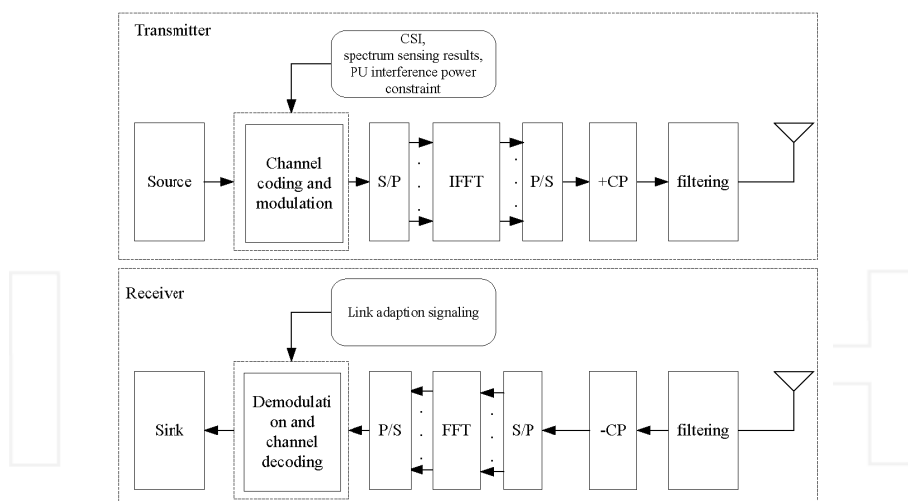 Transmitter
CSI,
spectrum sensing results,
PU interference power
constraint
Source
Channel
coding and
modulation
S/P
IFFT
P/S
+CP
filtering
Receiver
Link adaption signaling
Sink
Demodulati
on and
channel
decoding
P/S
FFT
S/P
-CP
filtering